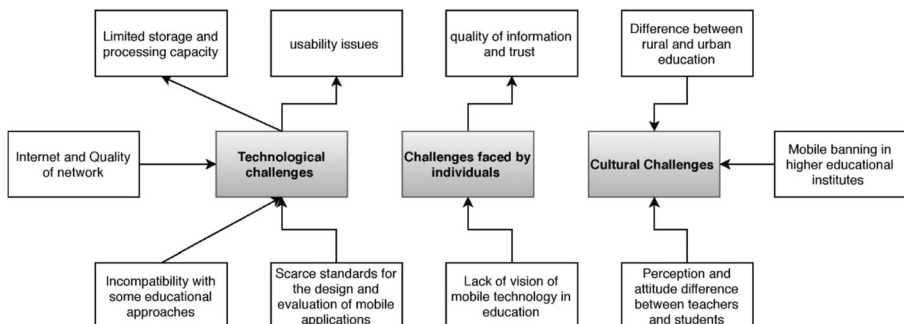 Limited storage and
processing capacity
usability issues
quality of information
and trust
Difference between
rural and urban
education
Internet and Quality
of network
Technological
challenges
Challenges faced by
individuals
Cultural Challenges
Mobile banning in
higher educational
institutes
Incompatibility with
some educational
approaches
Scarce standards for
the design and
evaluation of mobile
applications
Lack of vision of
mobile technology in
education
Perception and
attitude difference
between teachers
and students